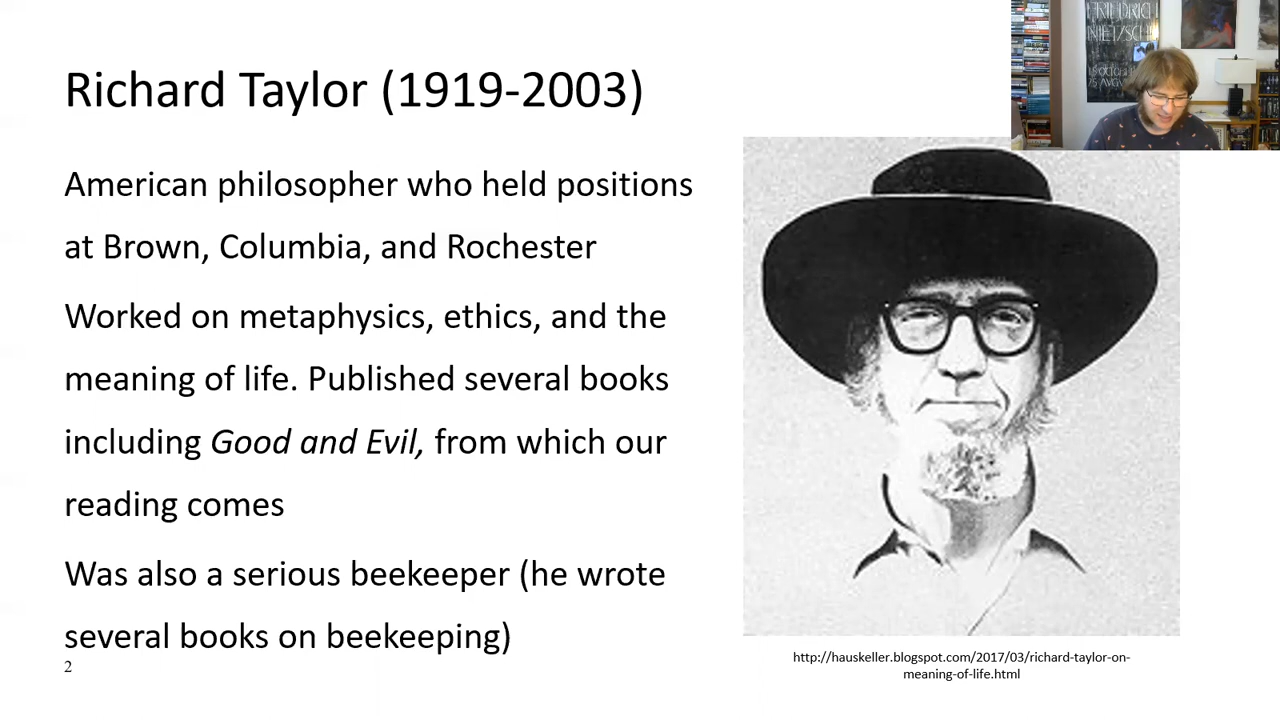 Richard Taylor (1919-2003)
American philosopher who held positions
at Brown, Columbia, and Rochester
Worked on metaphysics, ethics, and the
meaning of life. Published several books
including Good and Evil, from which our
reading comes
Was also a serious beekeeper (he wrote
several books on beekeeping)
2
http://hauskeller.blogspot.com/2017/03/richard-taylor-on-
meaning-of-life.html
FRIEDRICH
NIETZSCHE